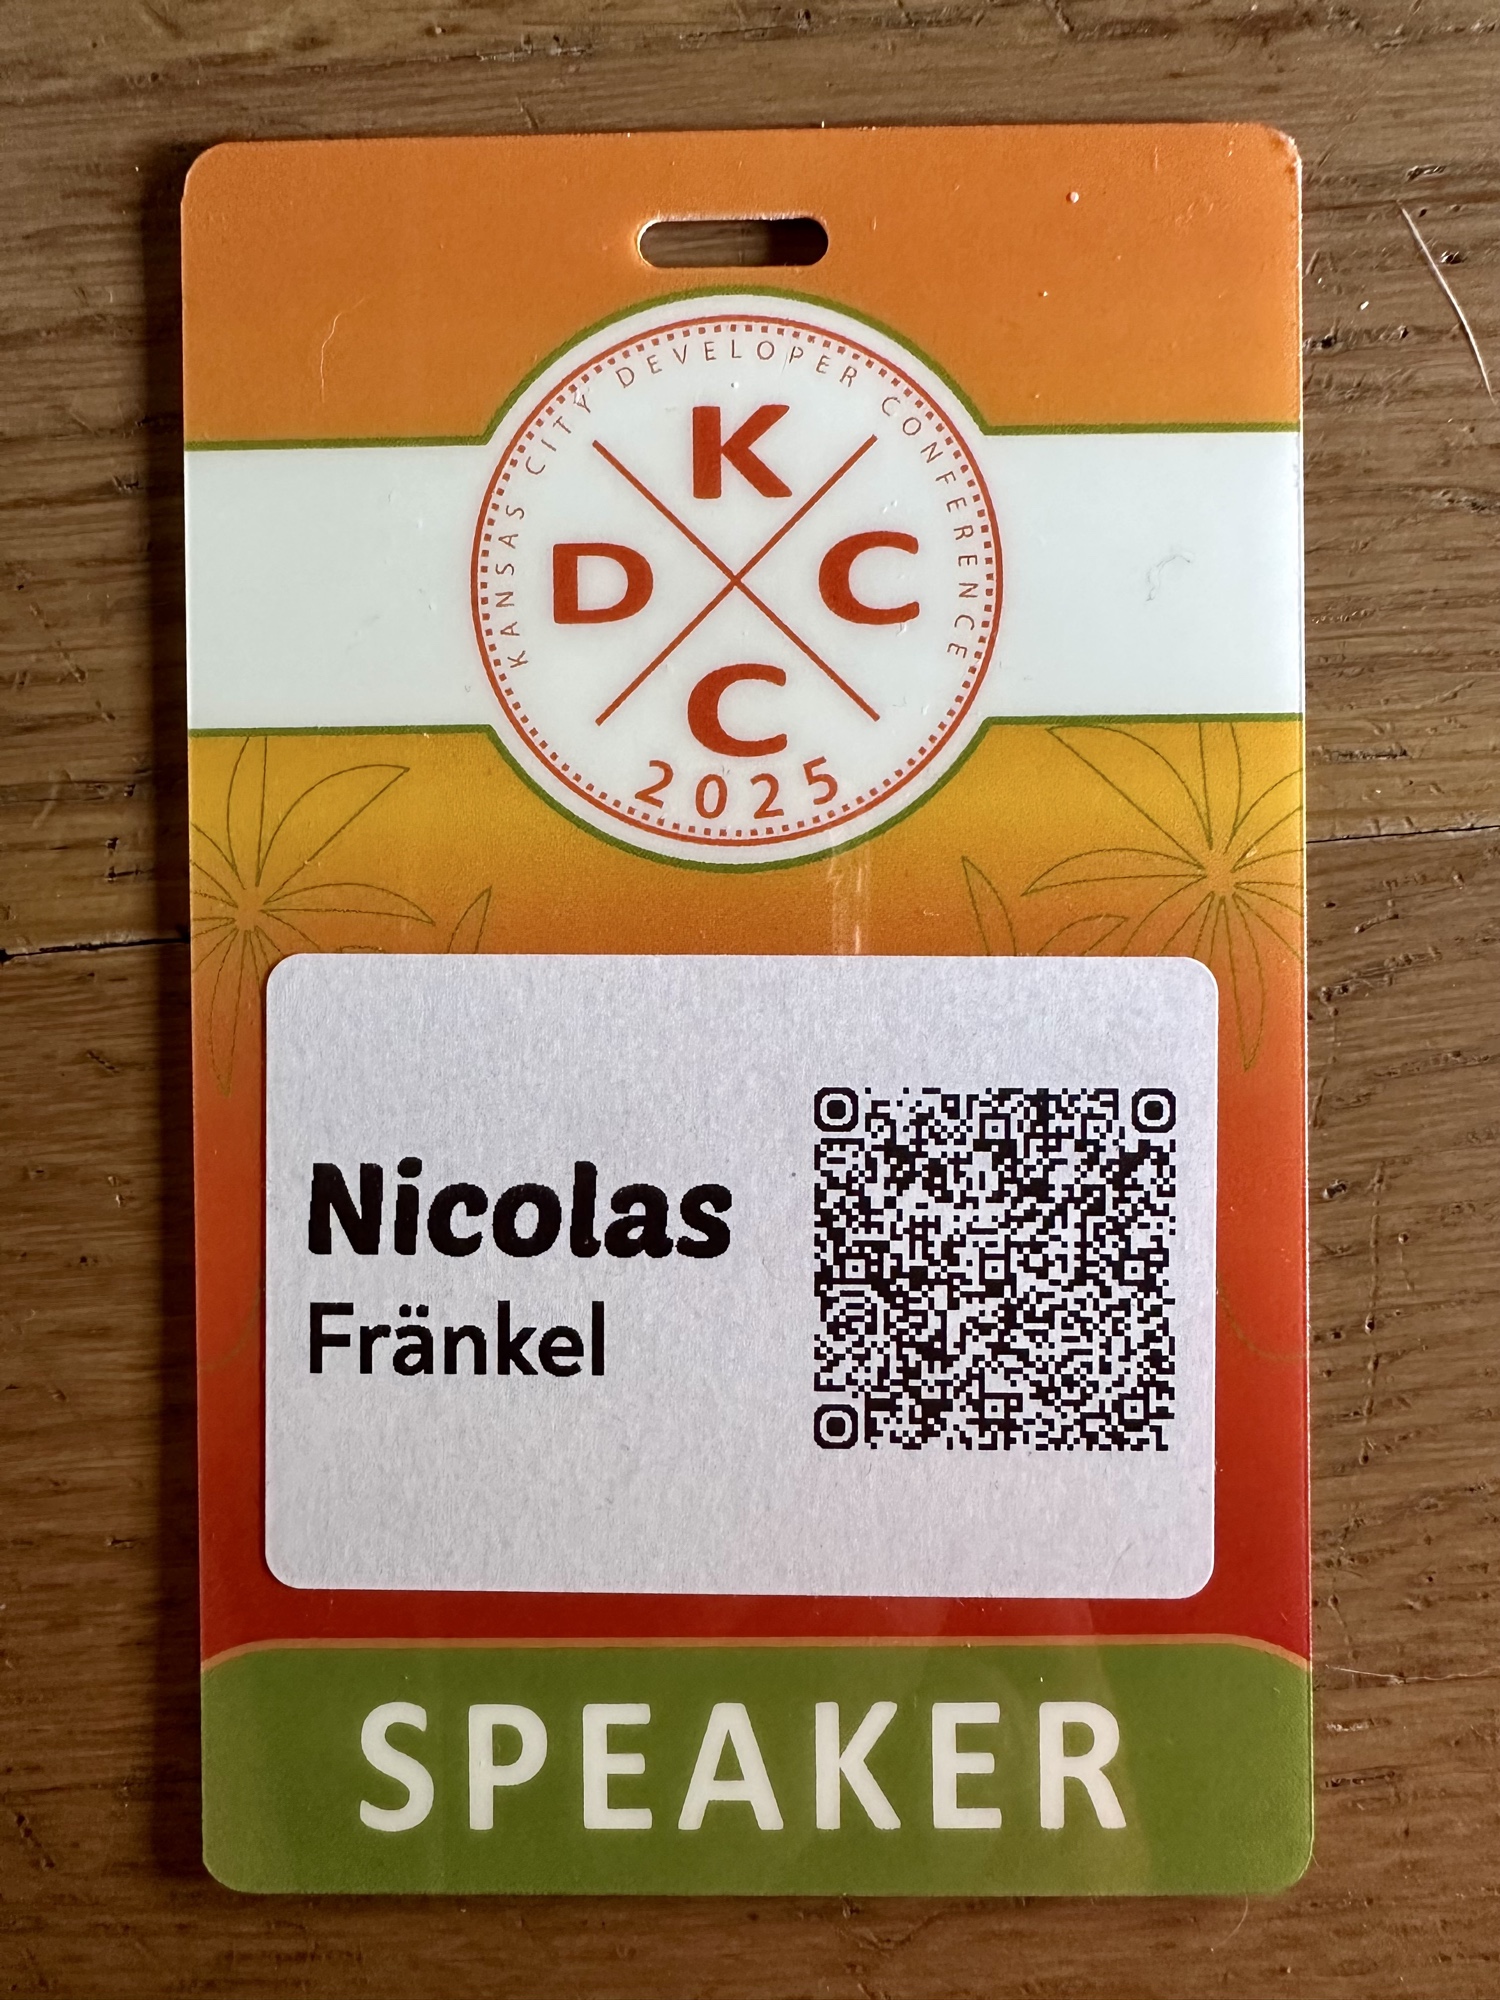 KANSAS CITY DEVELOPER CONFERENCE
K
D C
C
2025
Nicolas
Fränkel
SPEAKER